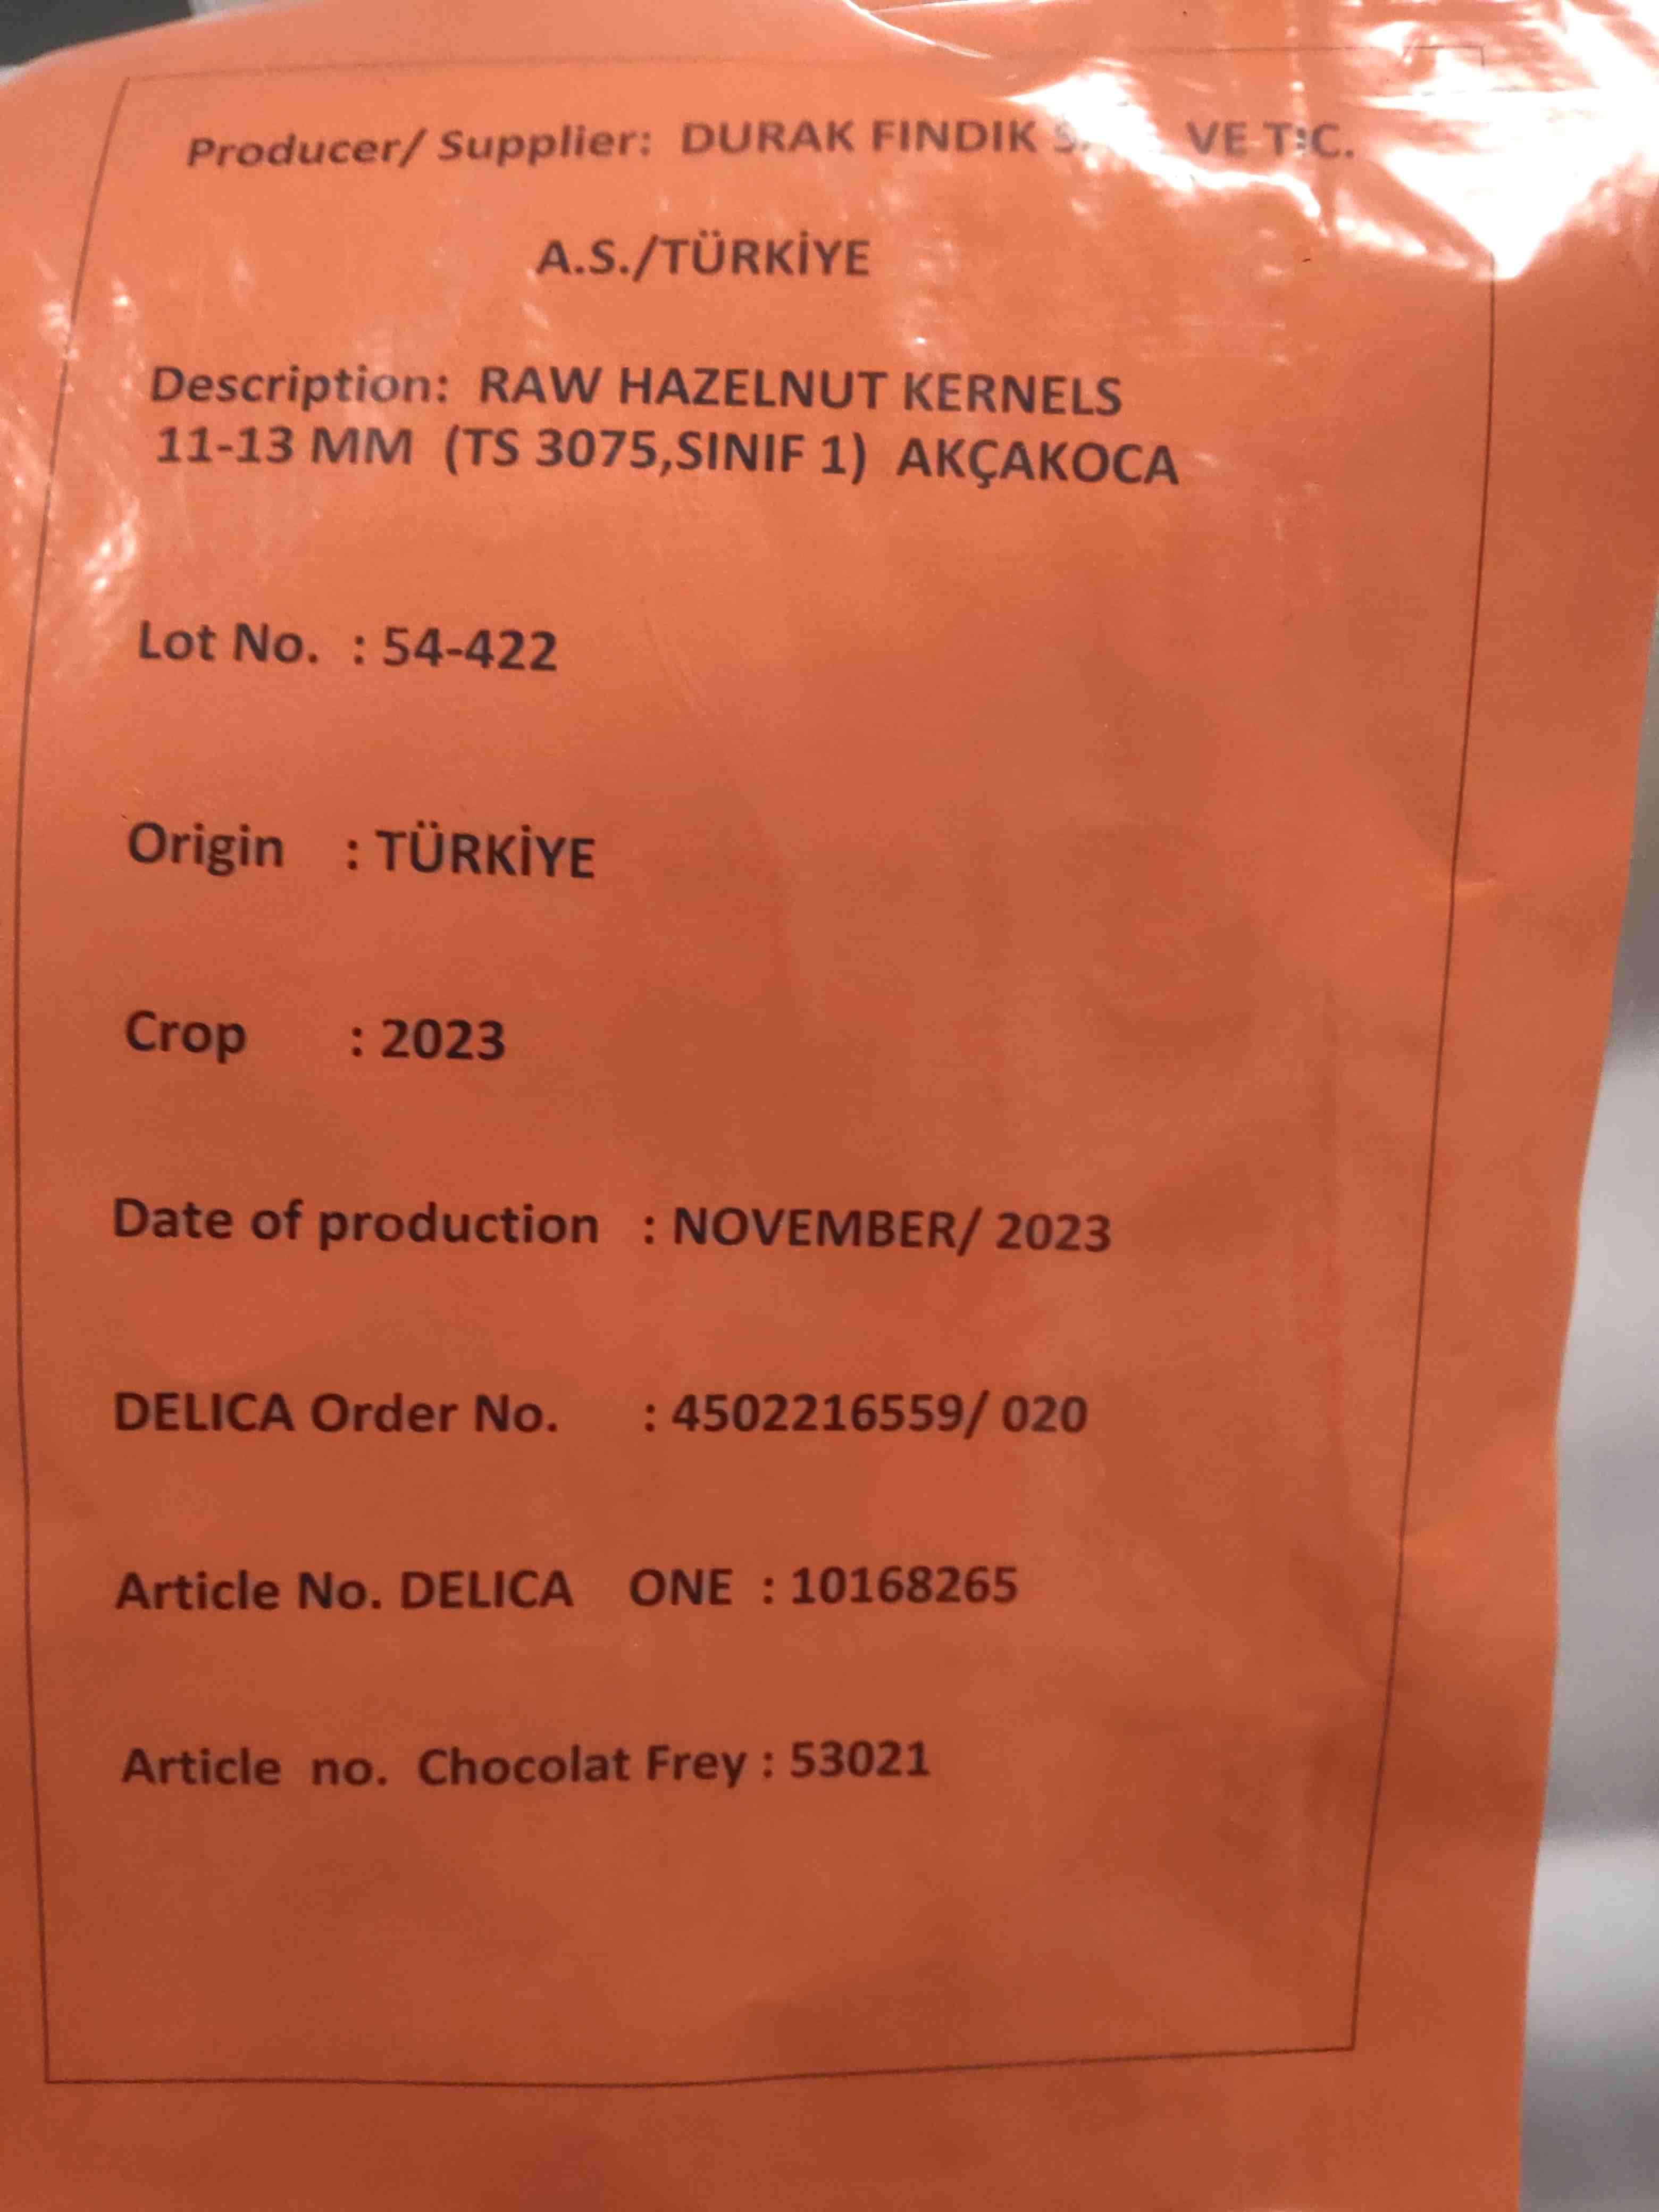 Producer/ Supplier: DURAK FINDIK VE TİC.
A.S./TÜRKİYE
Description: RAW HAZELNUT KERNELS
11-13 MM (TS 3075,SINIF 1) AKÇAKOCA
Lot No. : 54-422
Origin : TÜRKİYE
Crop : 2023
Date of production : NOVEMBER/ 2023
DELICA Order No. : 4502216559/ 020
Article No. DELICA ONE : 10168265
Article no. Chocolat Frey : 53021